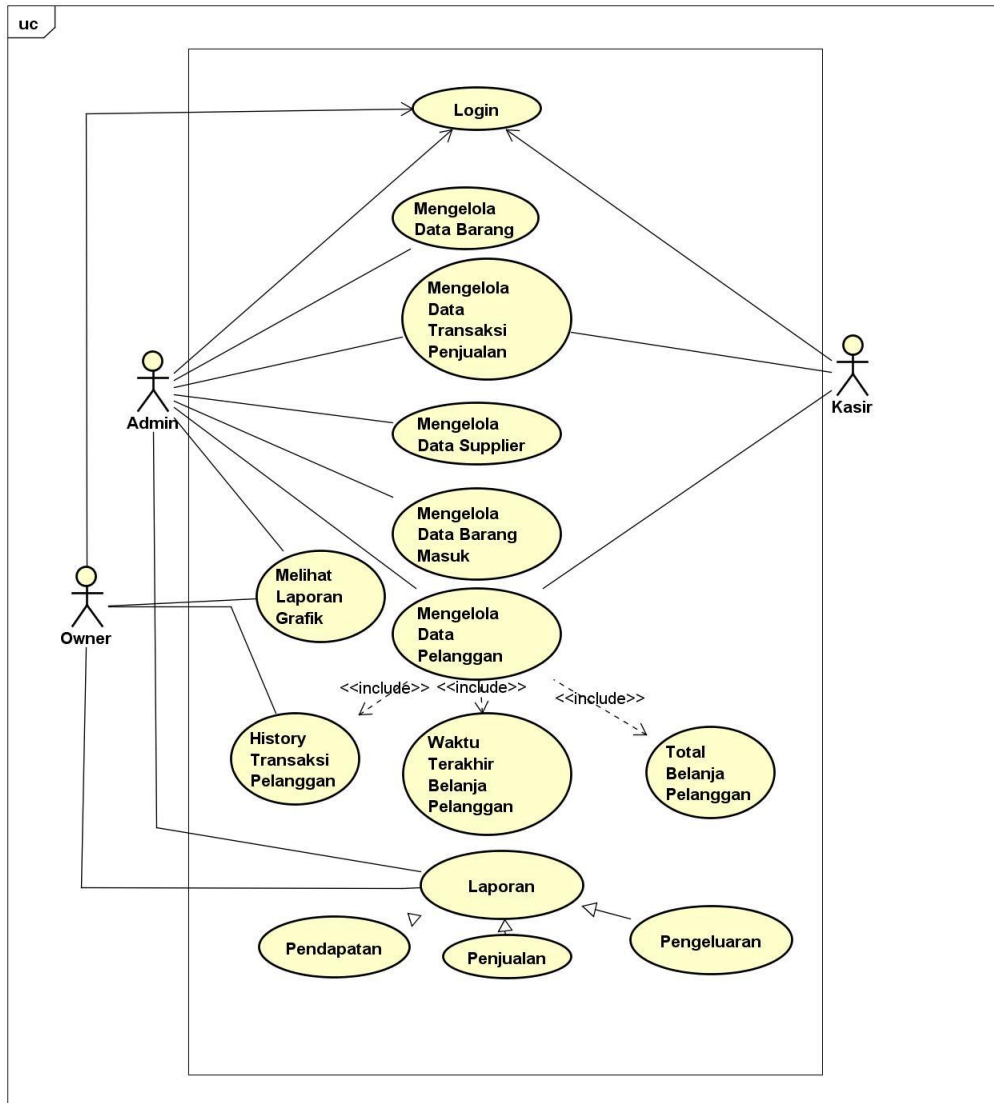 uc
Login
Mengelola
Data Barang
Mengelola
Data
Transaksi
Penjualan
Admin
Kasir
Mengelola
Data Supplier
Mengelola
Data Barang
Masuk
Melihat
Laporan
Grafik
Owner
Mengelola
Data
Pelanggan
<<include>>
<<include>>
<<include>>
History
Transaksi
Pelanggan
Waktu
Terakhir
Belanja
Pelanggan
Total
Belanja
Pelanggan
Laporan
Pendapatan
Penjualan
Pengeluaran